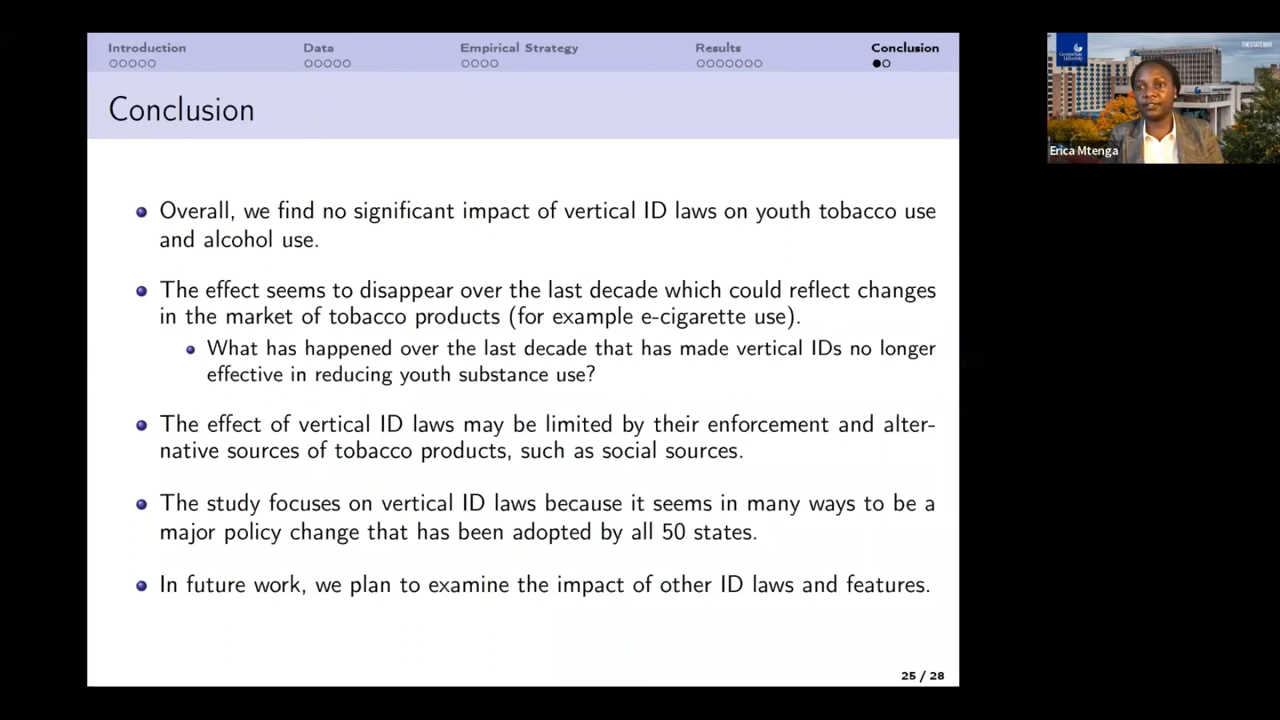 Introduction Data Empirical Strategy Results Conclusion
Conclusion
Overall, we find no significant impact of vertical ID laws on youth tobacco use
and alcohol use.
The effect seems to disappear over the last decade which could reflect changes
in the market of tobacco products (for example e-cigarette use).
What has happened over the last decade that has made vertical IDs no longer
effective in reducing youth substance use?
The effect of vertical ID laws may be limited by their enforcement and alter-
native sources of tobacco products, such as social sources.
The study focuses on vertical ID laws because it seems in many ways to be a
major policy change that has been adopted by all 50 states.
In future work, we plan to examine the impact of other ID laws and features.
25 / 28
THESTATEWAY
Georgia State
University
Erica Mtenga